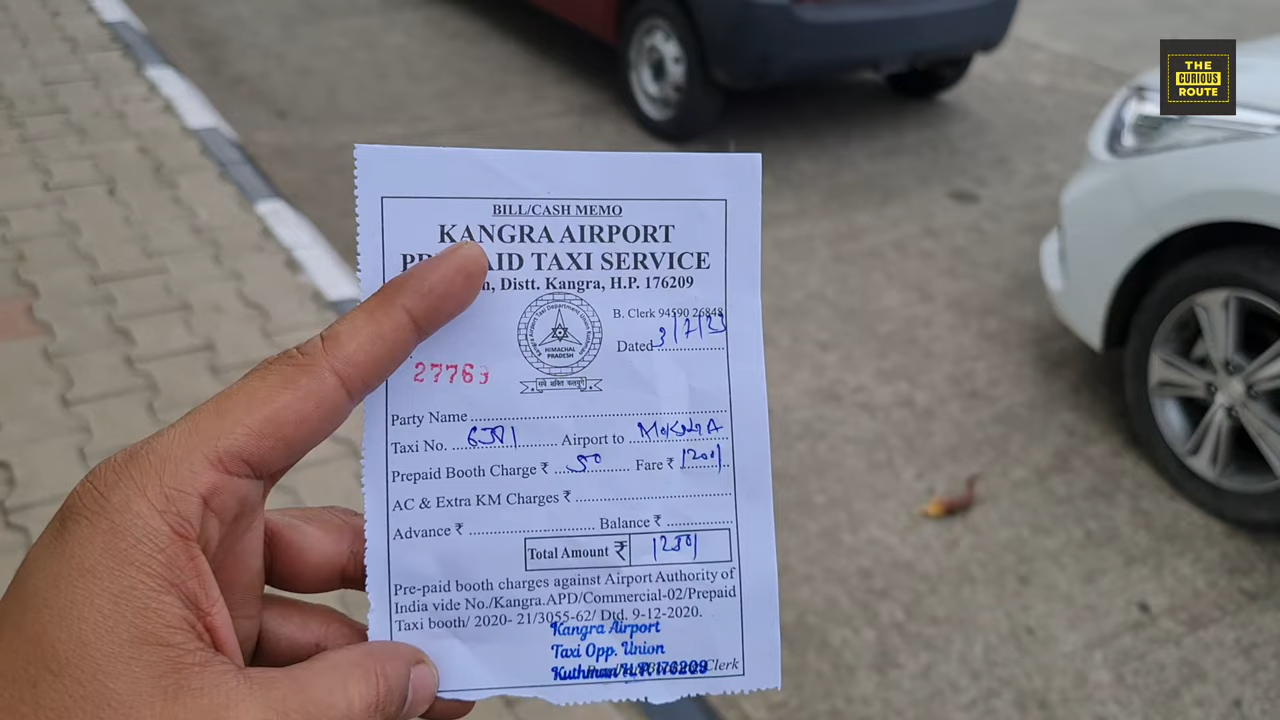 THE
CURIOUS
ROUTE
BILL/CASH MEMO
KANGRA AIRPORT
PR AID TAXI SERVICE
n, Distt. Kangra, H.P. 176209
B. Clerk 94590 26848
Dated 3/7/23
HIMACHAL
PRADESH
27769
Party Name
Taxi No. Airport to
Prepaid Booth Charge ₹ 50 Fare ₹ 1200/
AC & Extra KM Charges ₹
Advance ₹ Balance ₹
Total Amount ₹ 1250/
Pre-paid booth charges against Airport Authority of
India vide No./Kangra.APD/Commercial-02/Prepaid
Taxi booth/ 2020- 21/3055-62/ Dtd. 9-12-2020.
Kangra Airport
Taxi Opp. Union
Kuthman H.P. 176209
Clerk